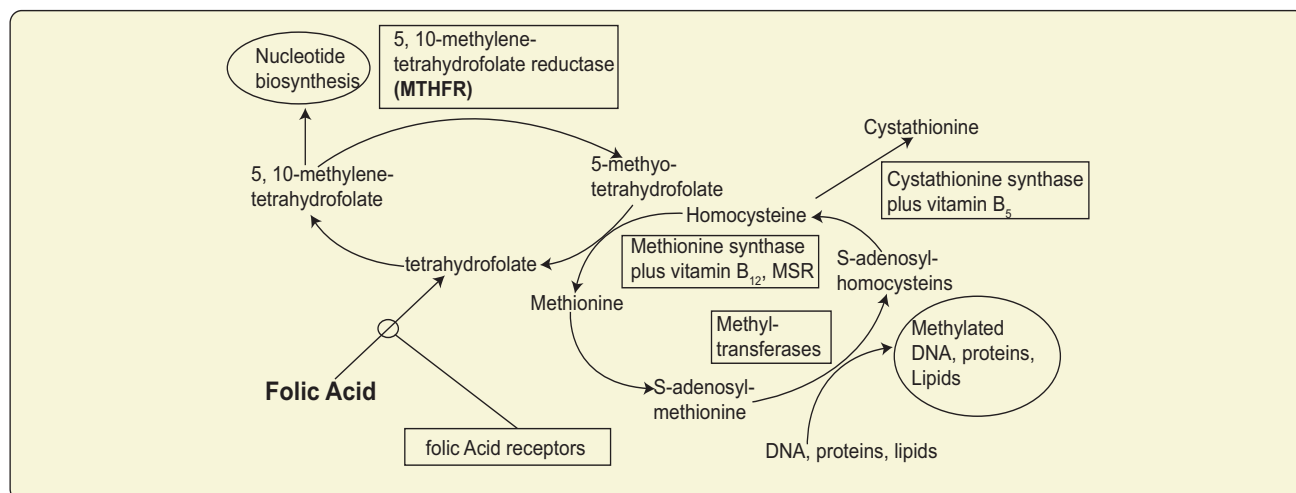 Nucleotide
biosynthesis
5, 10-methylene-
tetrahydrofolate reductase
(MTHFR)
Cystathionine
5, 10-methylene-
tetrahydrofolate
5-methyo-
tetrahydrofolate
Cystathionine synthase
plus vitamin B5
Homocysteine
Methionine synthase
plus vitamin B12, MSR
S-adenosyl-
homocysteins
tetrahydrofolate
Methionine
Methyl-
transferases
Methylated
DNA, proteins,
Lipids
Folic Acid
S-adenosyl-
methionine
folic Acid receptors
DNA, proteins, lipids